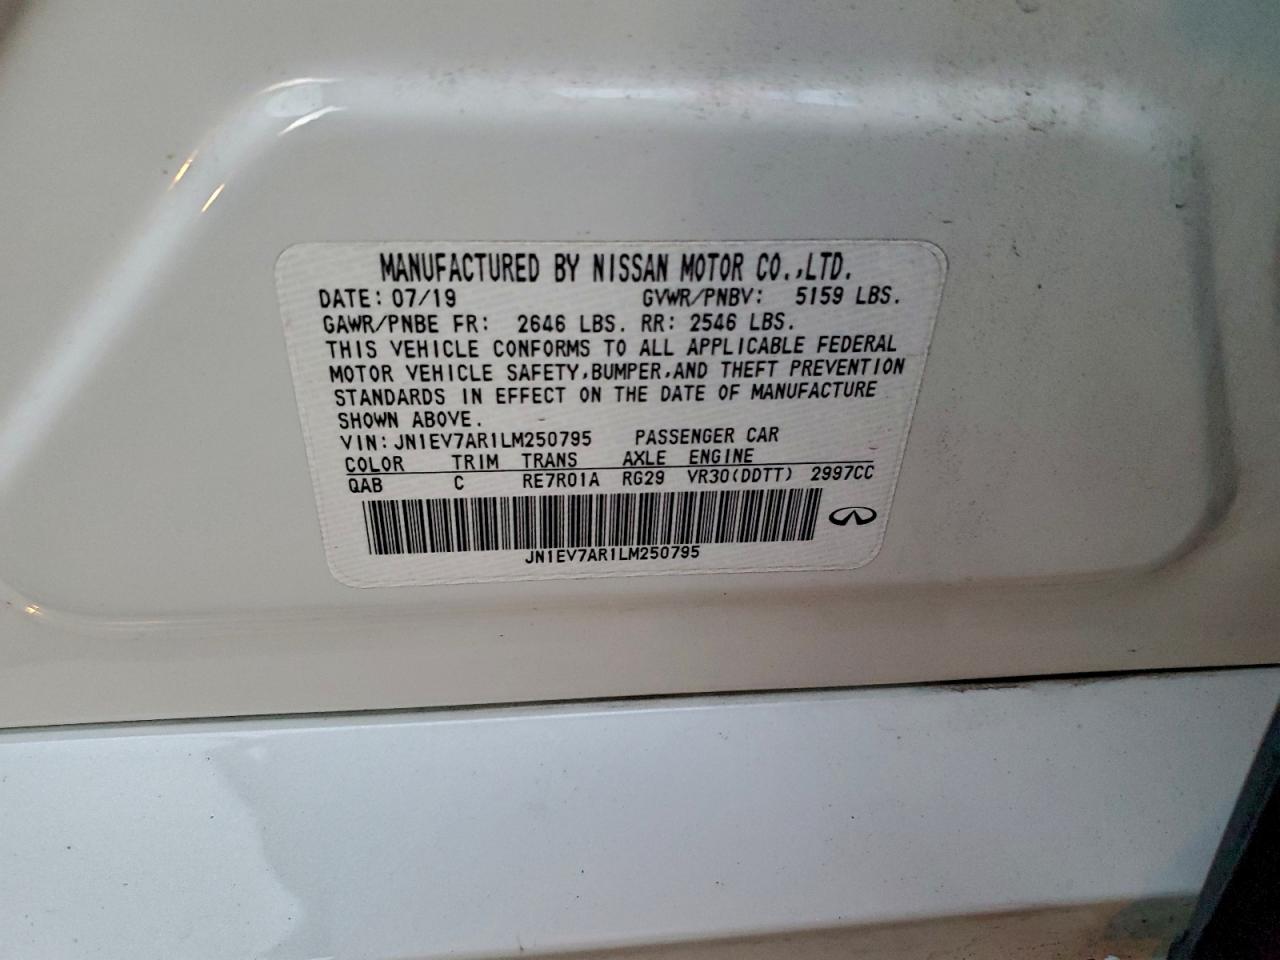 MANUFACTURED BY NISSAN MOTOR CO.,LTD.
DATE: 07/19 GVWR/PNBV: 5159 LBS.
GAWR/PNBE FR: 2646 LBS. RR: 2546 LBS.
THIS VEHICLE CONFORMS TO ALL APPLICABLE FEDERAL
MOTOR VEHICLE SAFETY,BUMPER,AND THEFT PREVENTION
STANDARDS IN EFFECT ON THE DATE OF MANUFACTURE
SHOWN ABOVE.
VIN: JN1EV7AR1LM250795 PASSENGER CAR
COLOR TRIM TRANS AXLE ENGINE
QAB C RE7R01A RG29 VR30(DDTT) 2997CC
JN1EV7AR1LM250795